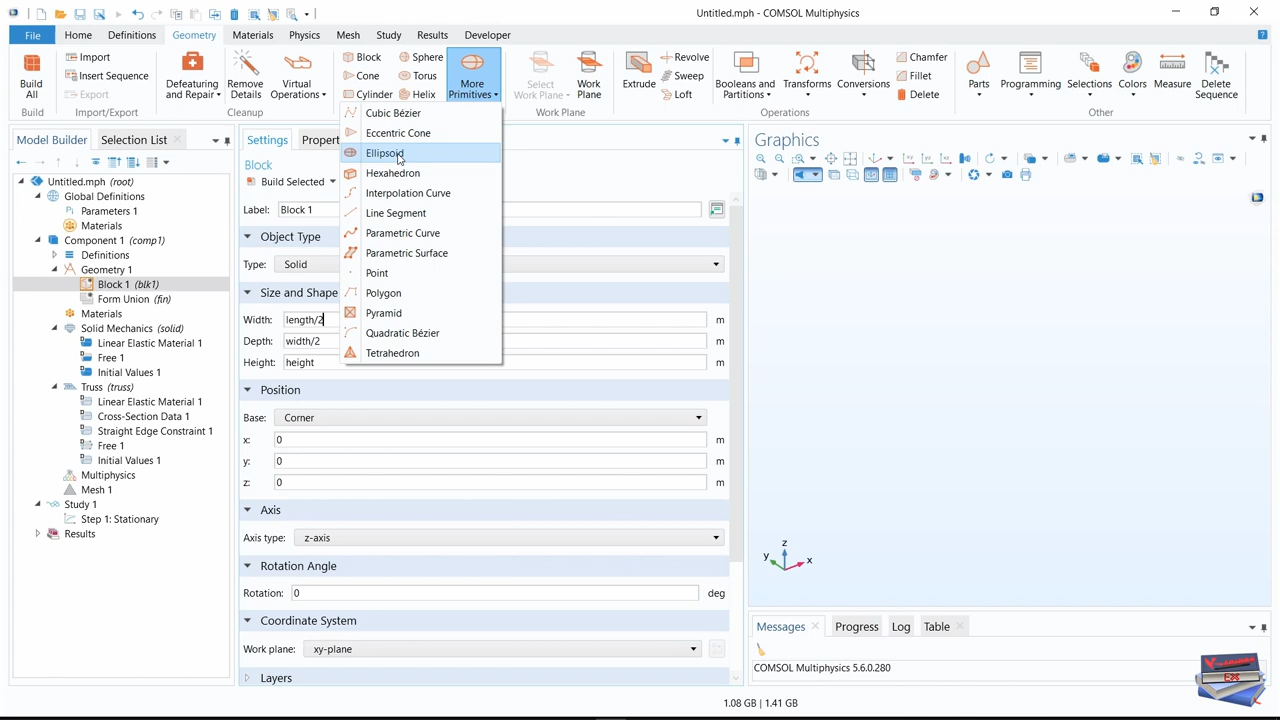 Untitled.mph - COMSOL Multiphysics
File Home Definitions Geometry Materials Physics Mesh Study Results Developer
Build All
Build
Import
Insert Sequence
Export
Import/Export
Defeaturing and Repair
Remove Details
Virtual Operations
Cleanup
Block
Cone
Cylinder
Sphere
Torus
Helix
More Primitives
Select Work Plane
Work Plane
Work Plane
Extrude
Revolve
Sweep
Loft
Booleans and Partitions
Transforms
Conversions
Chamfer
Fillet
Delete
Operations
Parts
Programming
Selections
Colors
Measure
Delete Sequence
Other
Cubic Bézier
Eccentric Cone
Ellipsoid
Hexahedron
Interpolation Curve
Line Segment
Parametric Curve
Parametric Surface
Point
Polygon
Pyramid
Quadratic Bézier
Tetrahedron
Model Builder
Selection List
Untitled.mph (root)
Global Definitions
Parameters 1
Materials
Component 1 (comp1)
Definitions
Geometry 1
Block 1 (blk1)
Form Union (fin)
Materials
Solid Mechanics (solid)
Linear Elastic Material 1
Free 1
Initial Values 1
Truss (truss)
Linear Elastic Material 1
Cross-Section Data 1
Straight Edge Constraint 1
Free 1
Initial Values 1
Multiphysics
Mesh 1
Study 1
Step 1: Stationary
Results
Settings
Propert
Block
Build Selected
Label: Block 1
Object Type
Type: Solid
Size and Shape
Width: length/2 m
Depth: width/2 m
Height: height m
Position
Base: Corner
x: 0 m
y: 0 m
z: 0 m
Axis
Axis type: z-axis
Rotation Angle
Rotation: 0 deg
Coordinate System
Work plane: xy-plane
Layers
Graphics
z
y
x
Messages Progress Log Table
COMSOL Multiphysics 5.6.0.280
1.08 GB | 1.41 GB